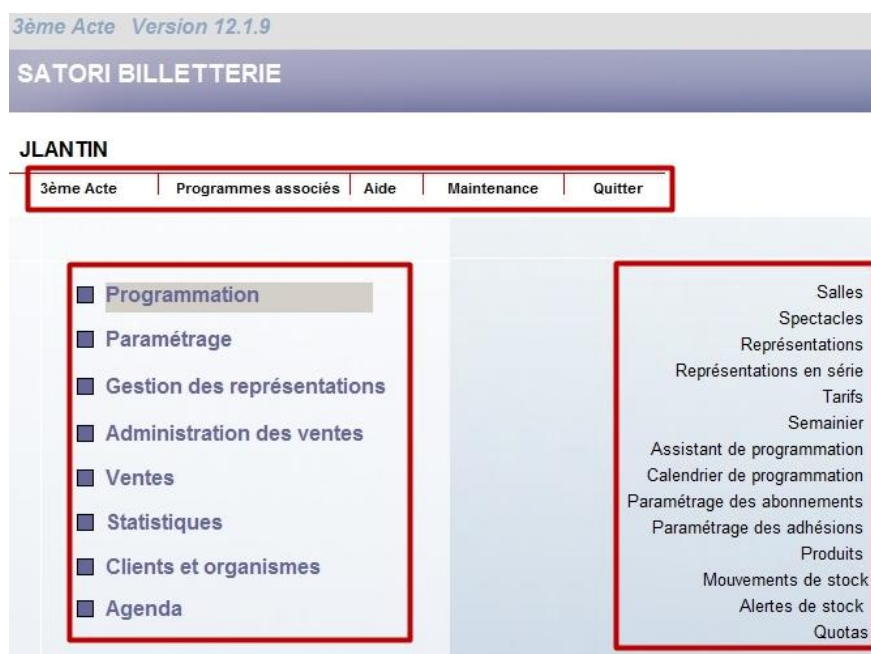 3ème Acte Version 12.1.9
SATORI BILLETTERIE
JLANTIN
3ème Acte Programmes associés Aide Maintenance Quitter
Programmation
Paramétrage
Gestion des représentations
Administration des ventes
Ventes
Statistiques
Clients et organismes
Agenda
Salles
Spectacles
Représentations
Représentations en série
Tarifs
Semainier
Assistant de programmation
Calendrier de programmation
Paramétrage des abonnements
Paramétrage des adhésions
Produits
Mouvements de stock
Alertes de stock
Quotas